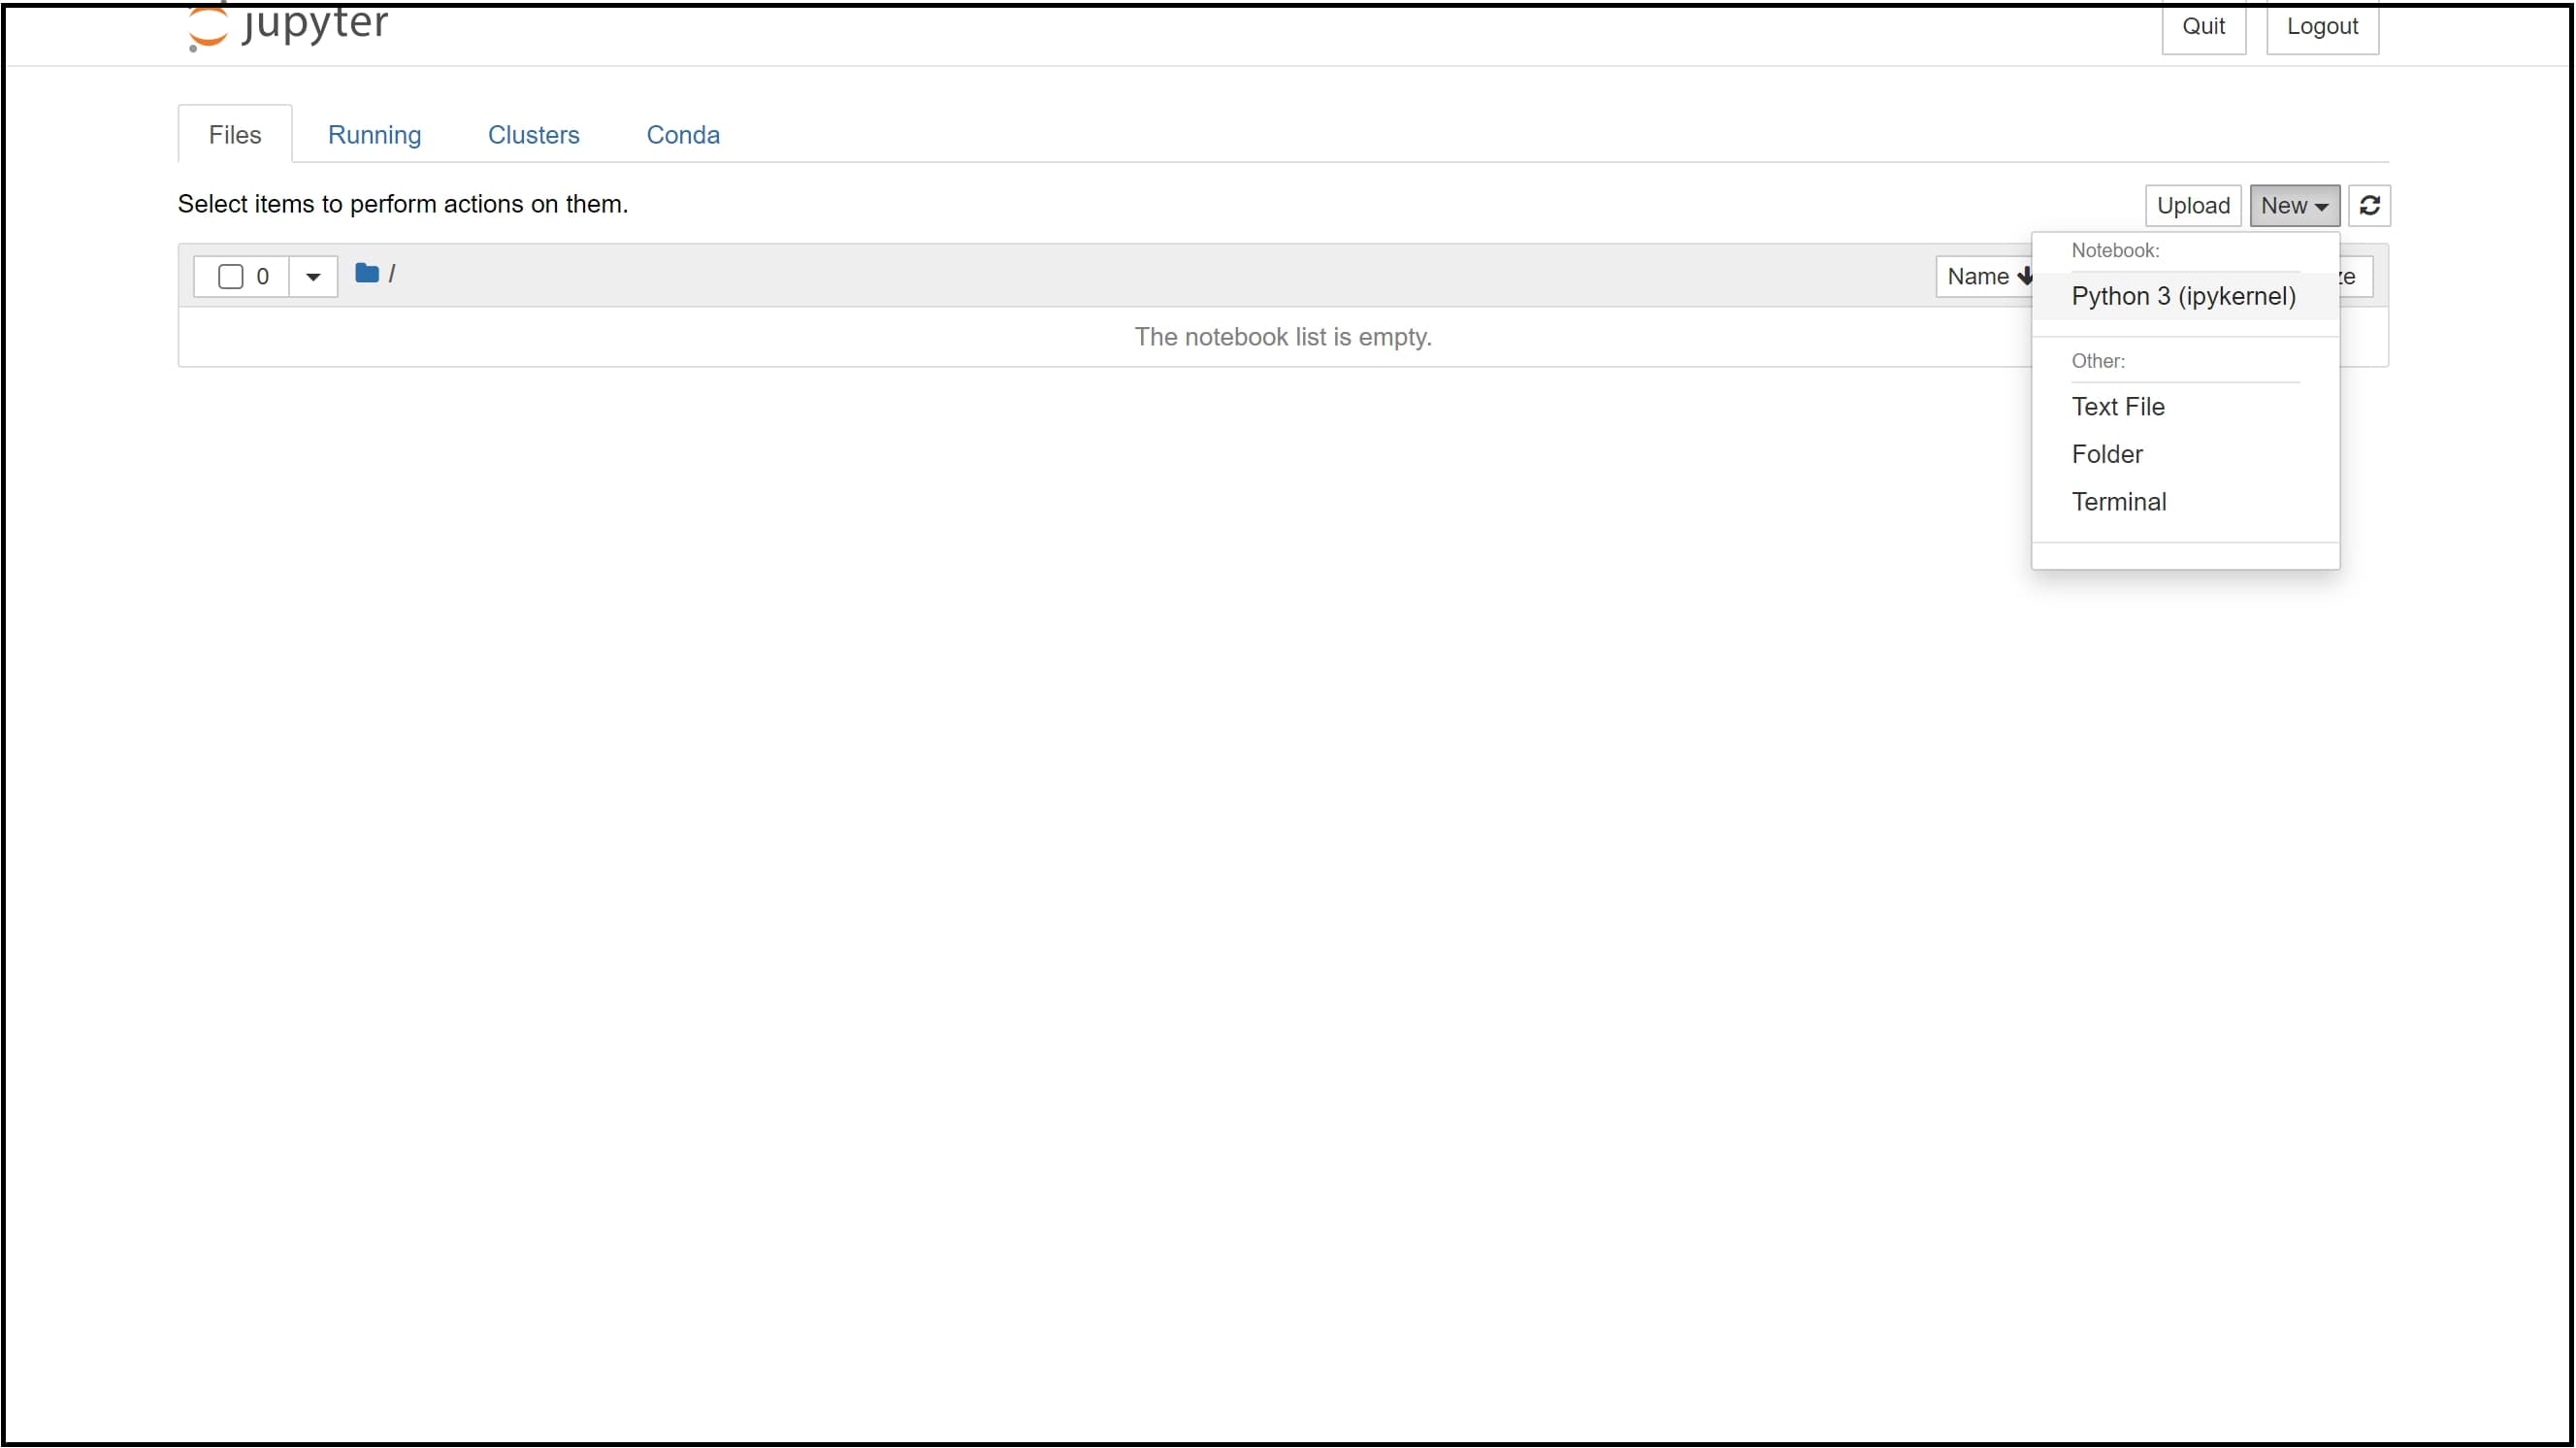 jupyter
Quit Logout
Files Running Clusters Conda
Select items to perform actions on them.
Upload New
0 / Name
Notebook:
Python 3 (ipykernel)
The notebook list is empty.
Other:
Text File
Folder
Terminal